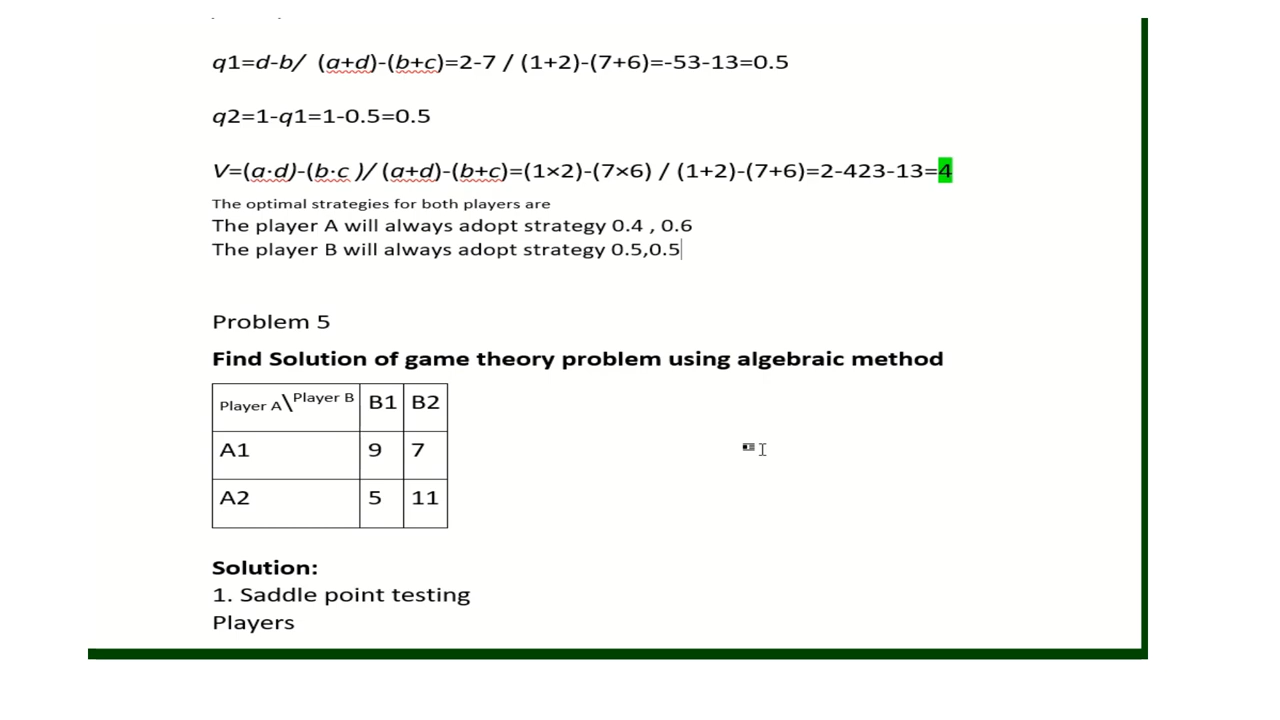 q1=d-b/ (a+d)-(b+c)=2-7 / (1+2)-(7+6)=-53-13=0.5
q2=1-q1=1-0.5=0.5
V=(a·d)-(b·c )/ (a+d)-(b+c)=(1×2)-(7×6) / (1+2)-(7+6)=2-423-13=4
The optimal strategies for both players are
The player A will always adopt strategy 0.4 , 0.6
The player B will always adopt strategy 0.5,0.5
Problem 5
Find Solution of game theory problem using algebraic method
Player A\Player B B1 B2
A1 9 7
A2 5 11
Solution:
1. Saddle point testing
Players